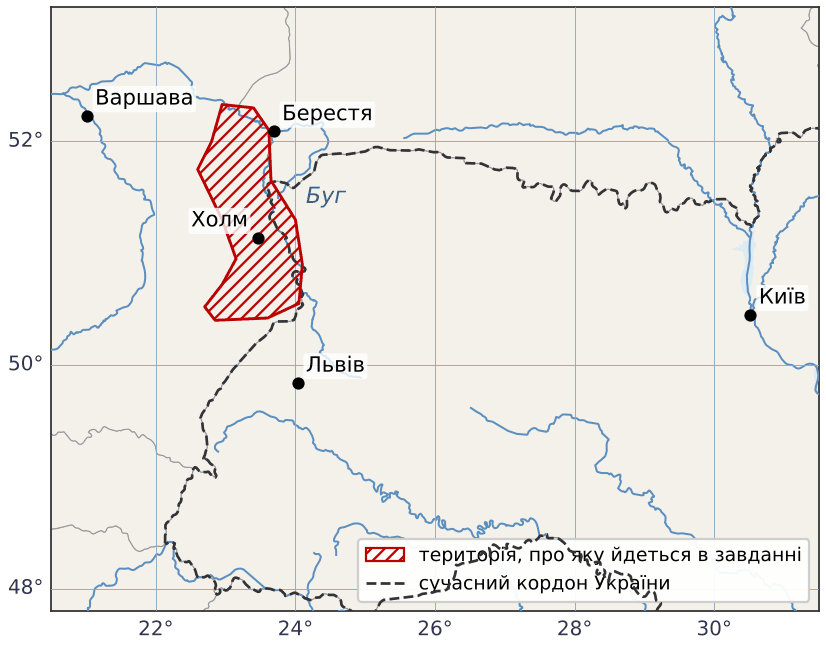 Варшава
Берестя
52°
Буг
Холм
Київ
50°
Львів
територія, про яку йдеться в завданні
сучасний кордон України
48°
22°
24°
26°
28°
30°